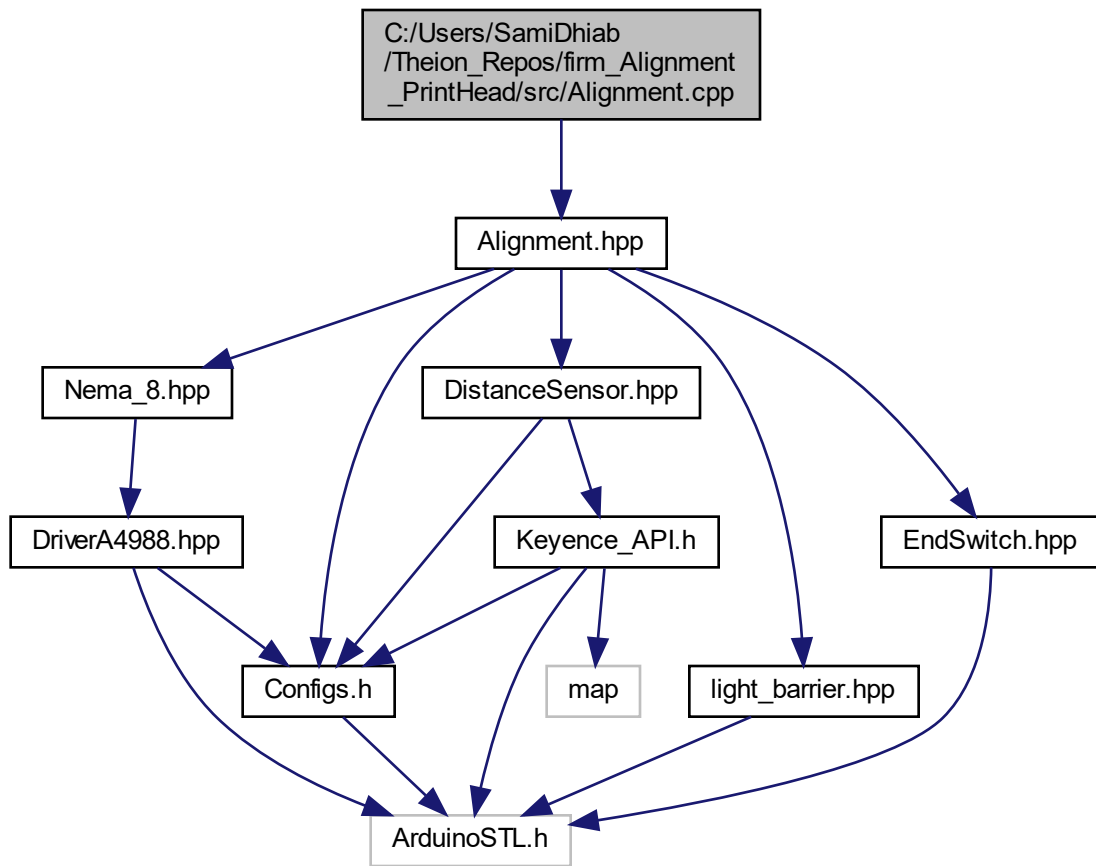 C:/Users/SamiDhiab
/Theion_Repos/firm_Alignment
_PrintHead/src/Alignment.cpp
Alignment.hpp
Nema_8.hpp
DistanceSensor.hpp
DriverA4988.hpp
Keyence_API.h
EndSwitch.hpp
Configs.h
map
light_barrier.hpp
ArduinoSTL.h